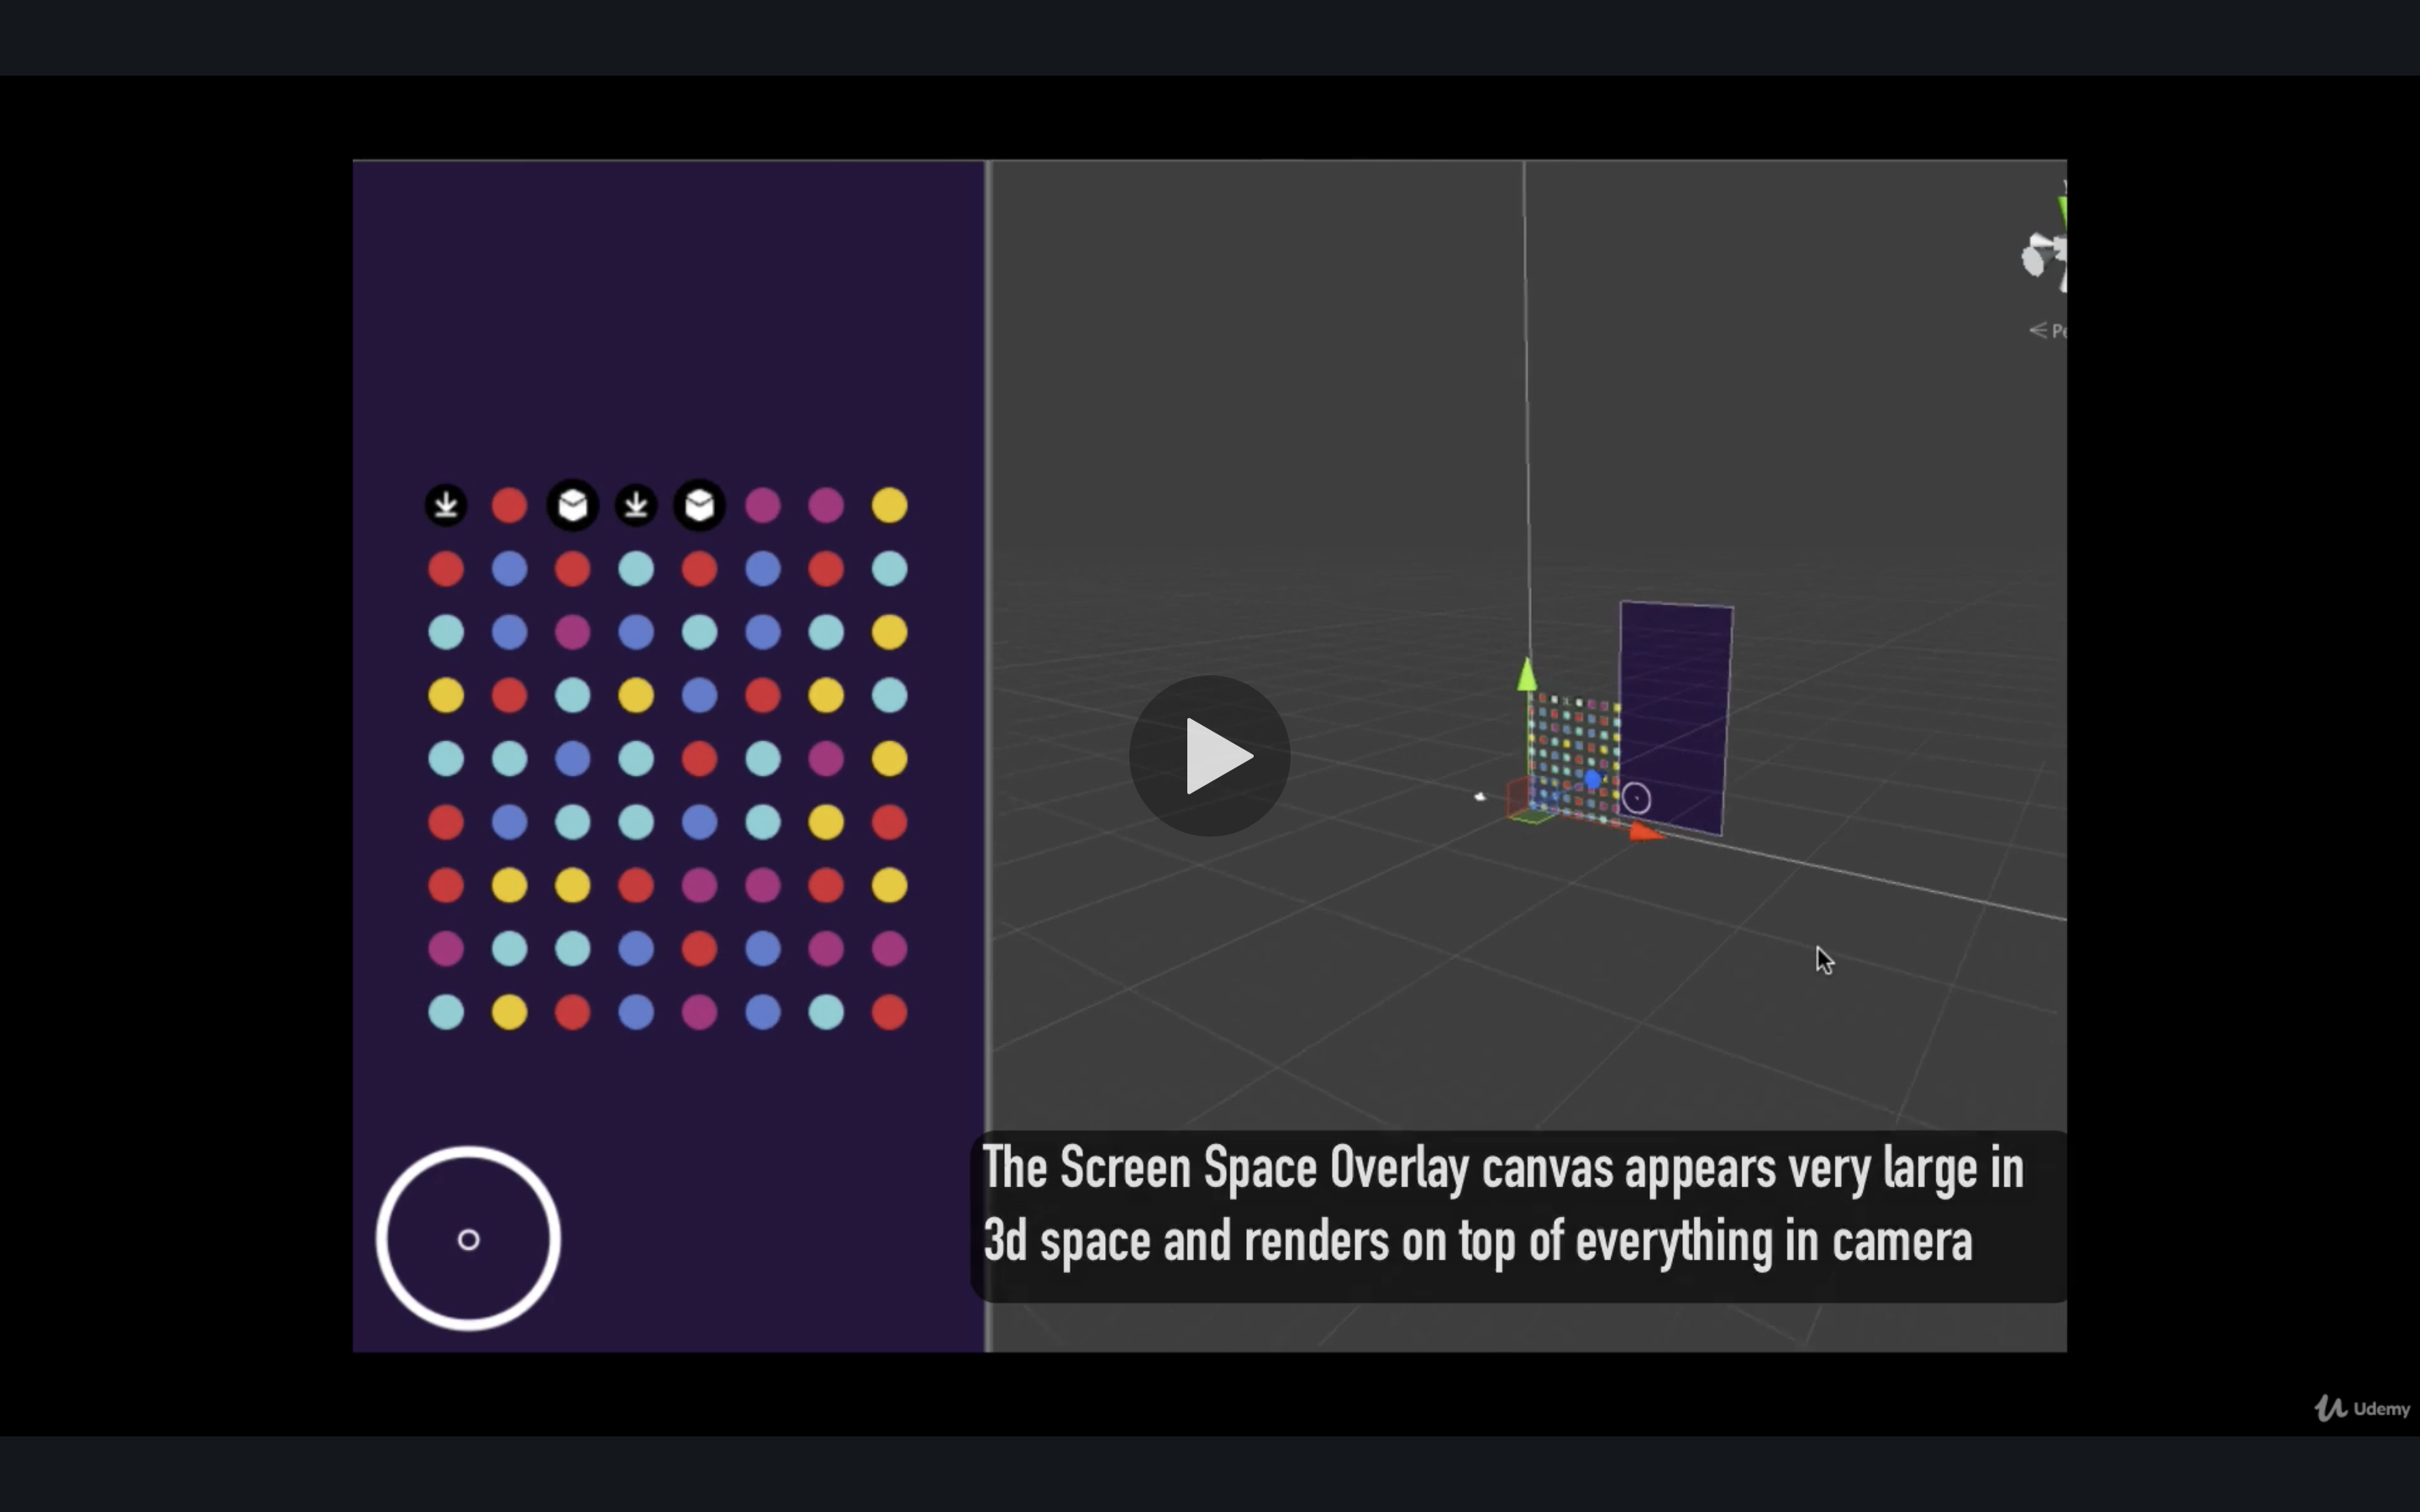 The Screen Space Overlay canvas appears very large in
3d space and renders on top of everything in camera
Udemy